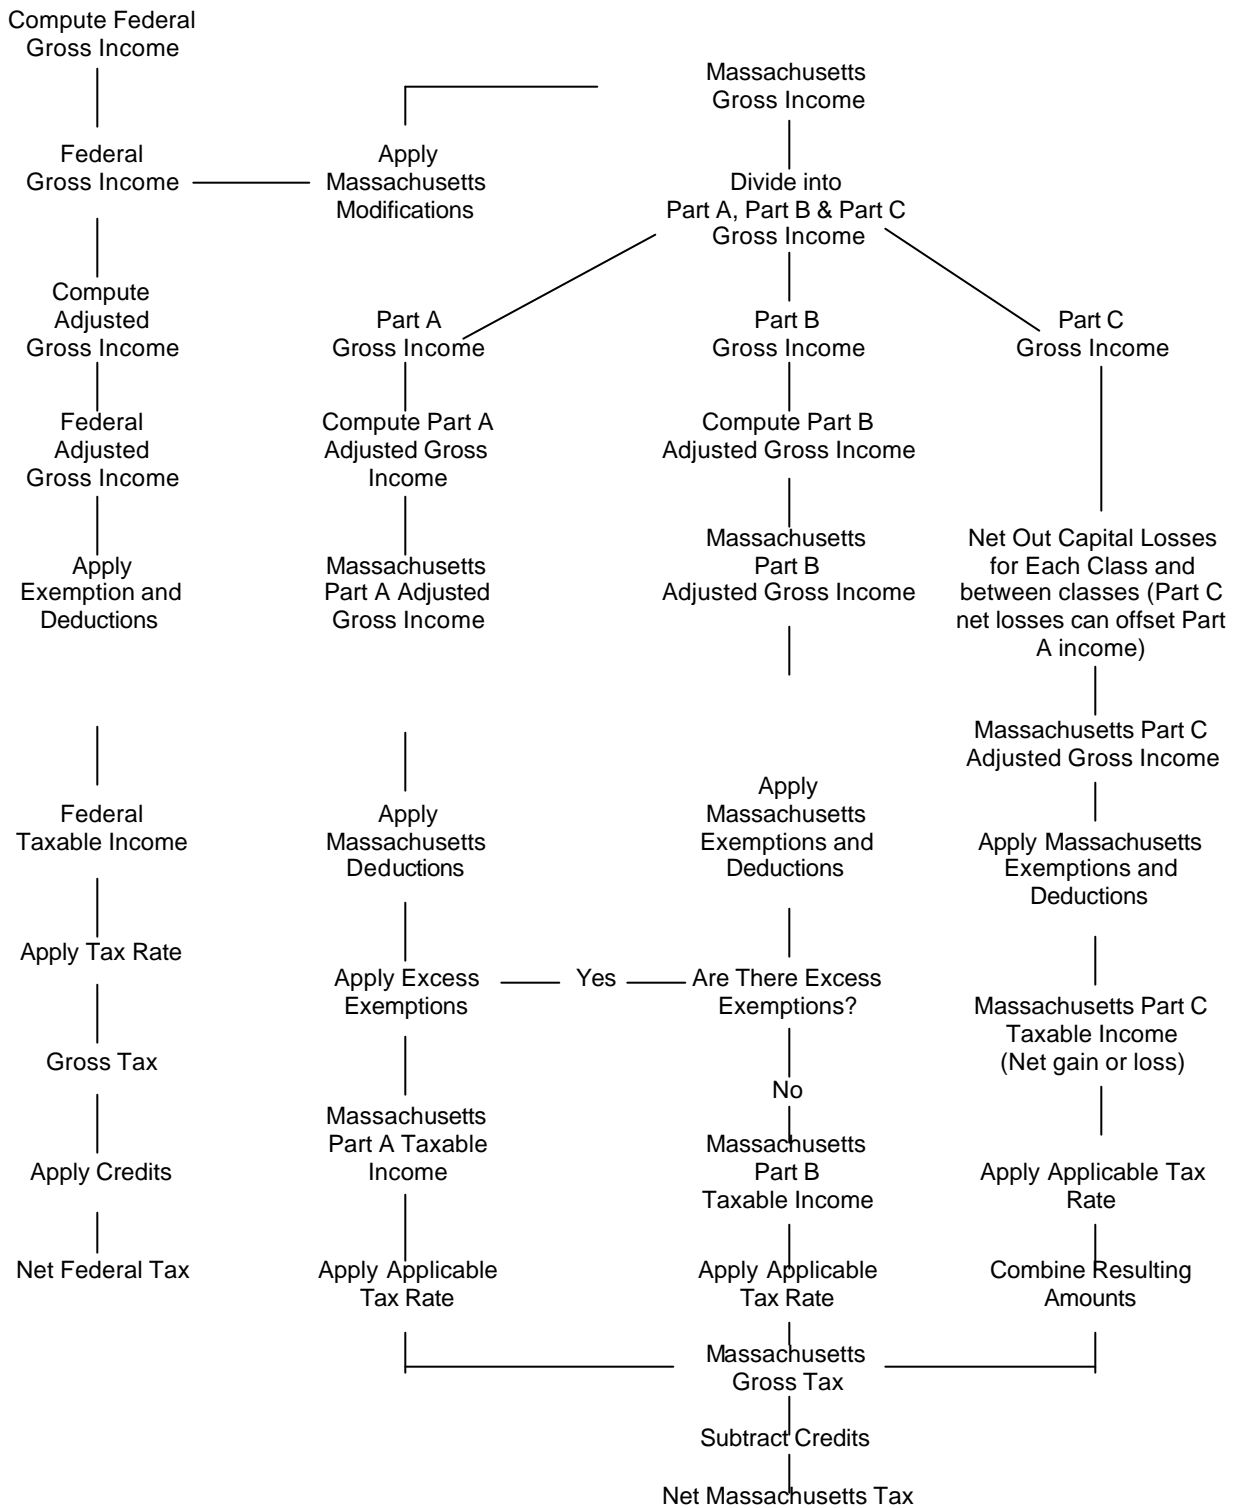 Compute Federal
Gross Income
Federal
Gross Income
Compute
Adjusted
Gross Income
Federal
Adjusted
Gross Income
Apply
Exemption and
Deductions
Federal
Taxable Income
Apply Tax Rate
Gross Tax
Apply Credits
Net Federal Tax
Apply
Massachusetts
Modifications
Massachusetts
Gross Income
Divide into
Part A, Part B & Part C
Gross Income
Part A
Gross Income
Compute Part A
Adjusted Gross
Income
Massachusetts
Part A Adjusted
Gross Income
Apply
Massachusetts
Deductions
Apply Excess
Exemptions
Massachusetts
Part A Taxable
Income
Apply Applicable
Tax Rate
Part B
Gross Income
Compute Part B
Adjusted Gross Income
Massachusetts
Part B
Adjusted Gross Income
Apply
Massachusetts
Exemptions and
Deductions
Are There Excess
Exemptions?
Yes
No
Massachusetts
Part B
Taxable Income
Apply Applicable
Tax Rate
Part C
Gross Income
Net Out Capital Losses
for Each Class and
between classes (Part C
net losses can offset Part
A income)
Massachusetts Part C
Adjusted Gross Income
Apply Massachusetts
Exemptions and
Deductions
Massachusetts Part C
Taxable Income
(Net gain or loss)
Apply Applicable Tax
Rate
Combine Resulting
Amounts
Massachusetts
Gross Tax
Subtract Credits
Net Massachusetts Tax